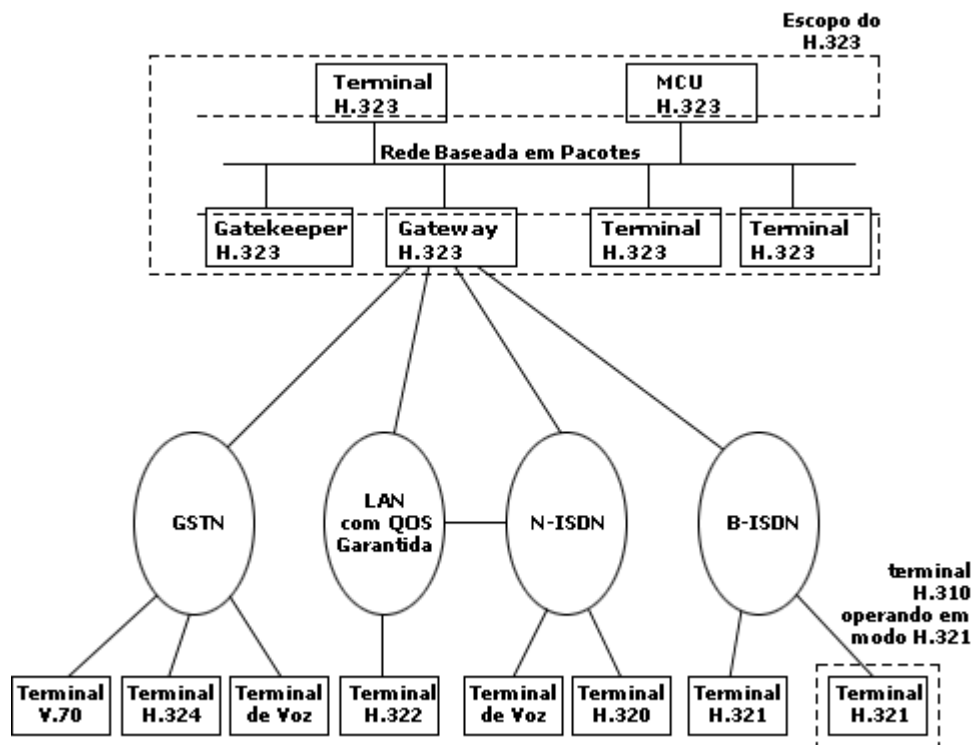 Escopo do
H.323
Terminal
H.323
MCU
H.323
Rede Baseada em Pacotes
Gatekeeper
H.323
Gateway
H.323
Terminal
H.323
Terminal
H.323
GSTN
LAN
com QOS
Garantida
N-ISDN
B-ISDN
terminal
H.310
operando em
modo H.321
Terminal
V.70
Terminal
H.324
Terminal
de Voz
Terminal
H.322
Terminal
de Voz
Terminal
H.320
Terminal
H.321
Terminal
H.321